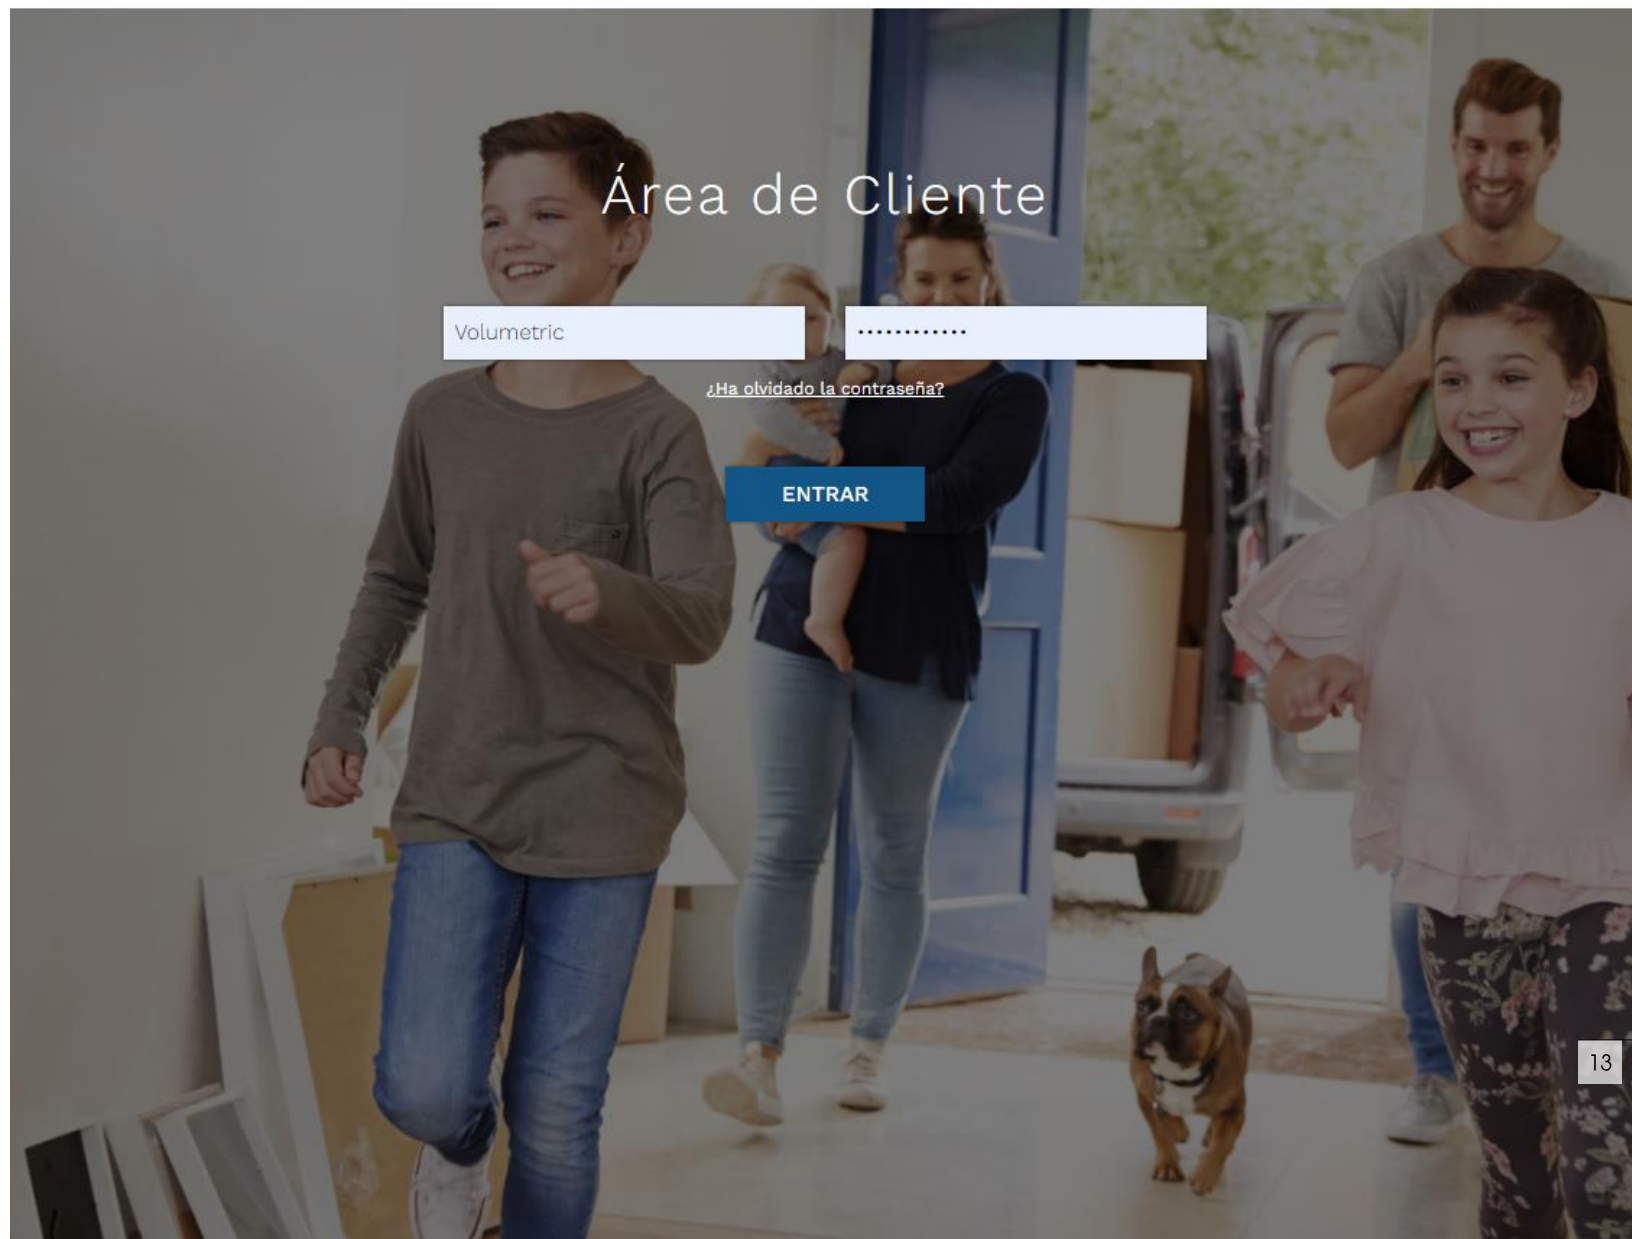 Área de Cliente
Volumetric ············
¿Ha olvidado la contraseña?
ENTRAR
13